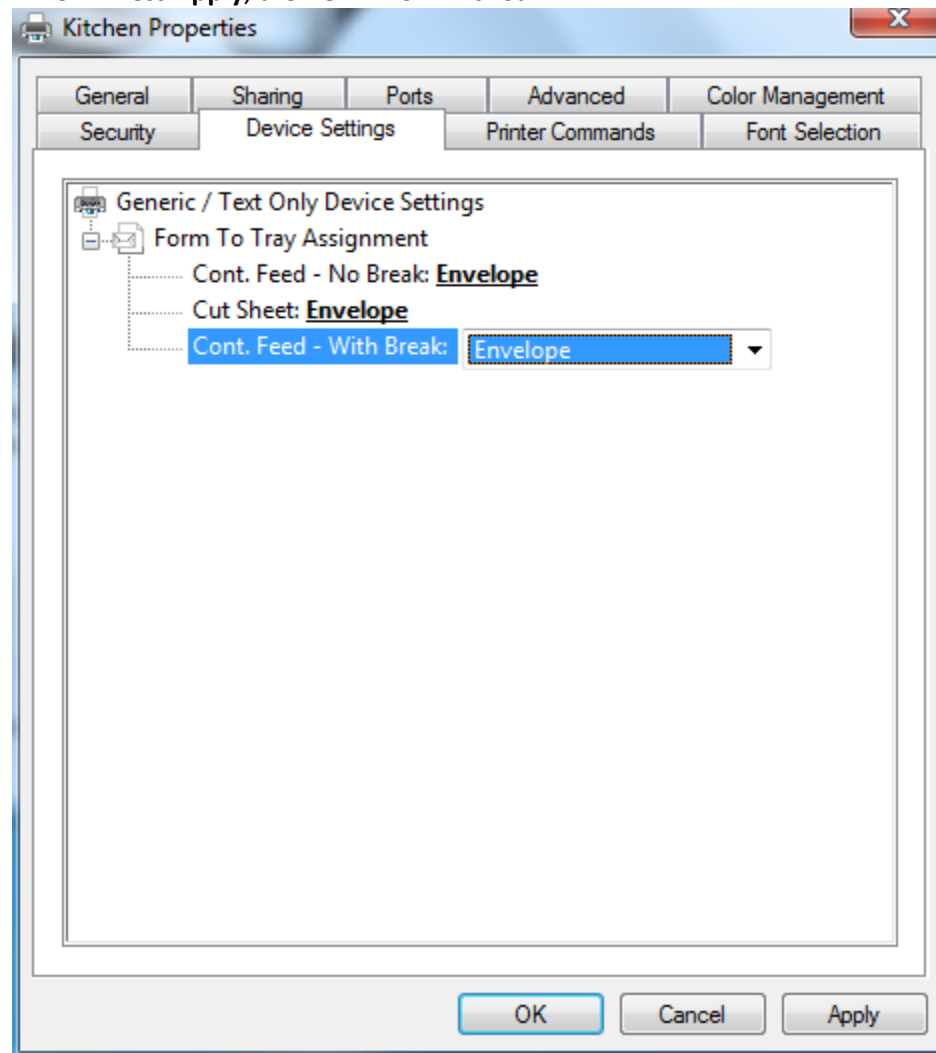 Apply,
Kitchen Properties
General Sharing Ports Advanced Color Management
Security Device Settings Printer Commands Font Selection
Generic / Text Only Device Settings
Form To Tray Assignment
Cont. Feed - No Break: Envelope
Cut Sheet: Envelope
Cont. Feed - With Break: Envelope
OK Cancel Apply